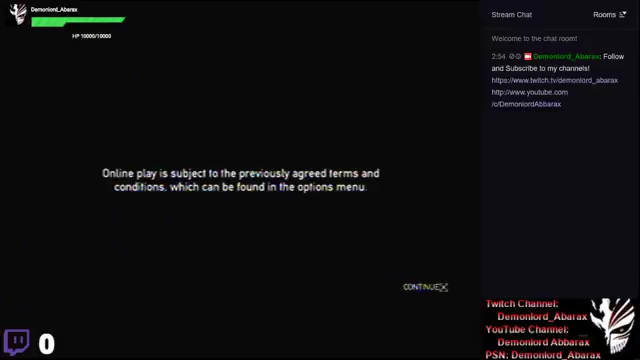 Demonlord_Abarax
HP 10000/10000
Online play is subject to the previously agreed terms and
conditions, which can be found in the options menu.
CONTINUE
0
Stream Chat
Rooms
Welcome to the chat room!
2:54 Demonlord_Abarax: Follow
and Subscribe to my channels!
https://www.twitch.tv/demonlord_abarax
http://www.youtube.com
/c/DemonlordAbbarax
Twitch Channel:
Demonlord_Abarax
YouTube Channel:
Demonlord Abbarax
PSN: Demonlord_Abarax